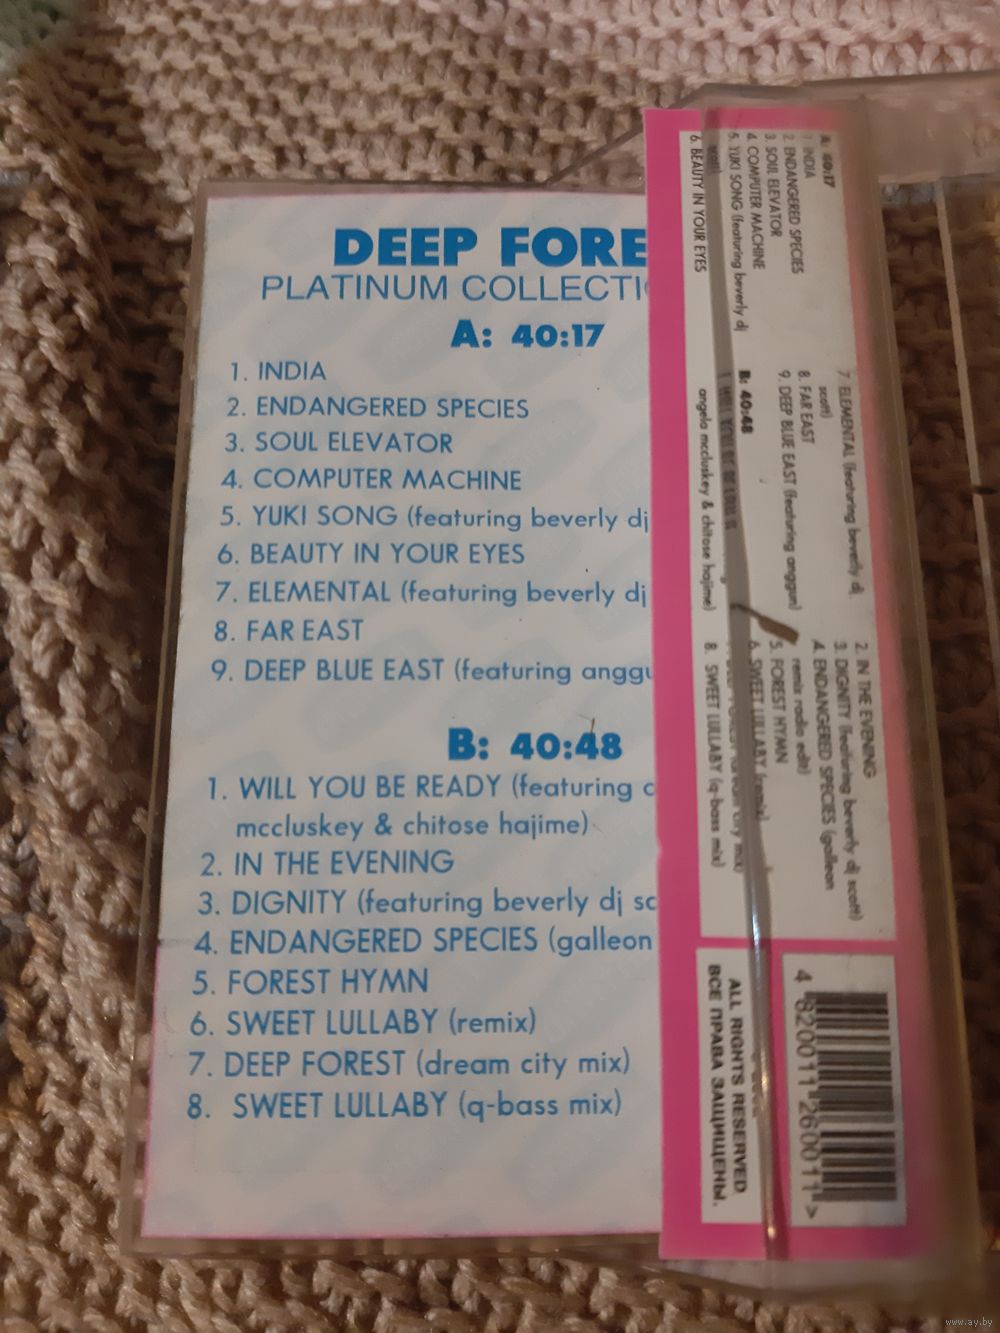 DEEP FORE
PLATINUM COLLECTI
A: 40:17
1. INDIA
2. ENDANGERED SPECIES
3. SOUL ELEVATOR
4. COMPUTER MACHINE
5. YUKI SONG (featuring beverly dj
6. BEAUTY IN YOUR EYES
7. ELEMENTAL (featuring beverly dj
8. FAR EAST
9. DEEP BLUE EAST (featuring anggu
B: 40:48
1. WILL YOU BE READY (featuring
mccluskey & chitose hajime)
2. IN THE EVENING
3. DIGNITY (featuring beverly dj sc
4. ENDANGERED SPECIES (galleon
5. FOREST HYMN
6. SWEET LULLABY (remix)
7. DEEP FOREST (dream city mix)
8. SWEET LULLABY (q-bass mix)
A: 40:17
1. INDIA
2. ENDANGERED SPECIES
3. SOUL ELEVATOR
4. COMPUTER MACHINE
5. YUKI SONG (featuring beverly dj
scott)
6. BEAUTY IN YOUR EYES
7. ELEMENTAL (featuring beverly dj
scott)
8. FAR EAST
9. DEEP BLUE EAST (featuring anggun)
B: 40:48
angela mccluskey & chitose hajime)
2. IN THE EVENING
3. DIGNITY (featuring beverly dj scott)
4. ENDANGERED SPECIES (galleon
remix radio edit)
5. FOREST HYMN
6. SWEET LULLABY (remix)
8. SWEET LULLABY (q-bass mix)
ALL RIGHTS RESERVED
ВСЕ ПРАВА ЗАЩИЩЕНЫ.
4 820011 260011 >
www.ay.by